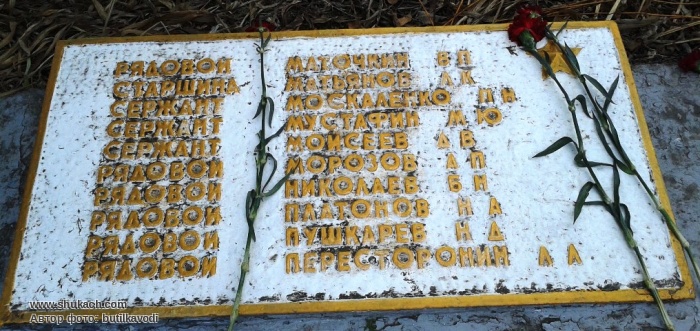 РЯДОВОЙ МАТОЧКИН В П
СТАРШИНА МАТЬЯКОВ Л К
СЕРЖАНТ МОСКАЛЕНКО Н
СЕРЖАНТ МУСТАФИН М Ю
СЕРЖАНТ МОИСЕЕВ В
РЯДОВОЙ МОРОЗОВ П
РЯДОВОЙ НИКОЛАЕВ Б Н
РЯДОВОЙ ПЛАТОНОВ Н А
РЯДОВОЙ ПУШКАРЕВ Н Д
РЯДОВОЙ ПЕРЕСТОРОНИН А А
www.shukach.com
Автор фото: butilkavodi